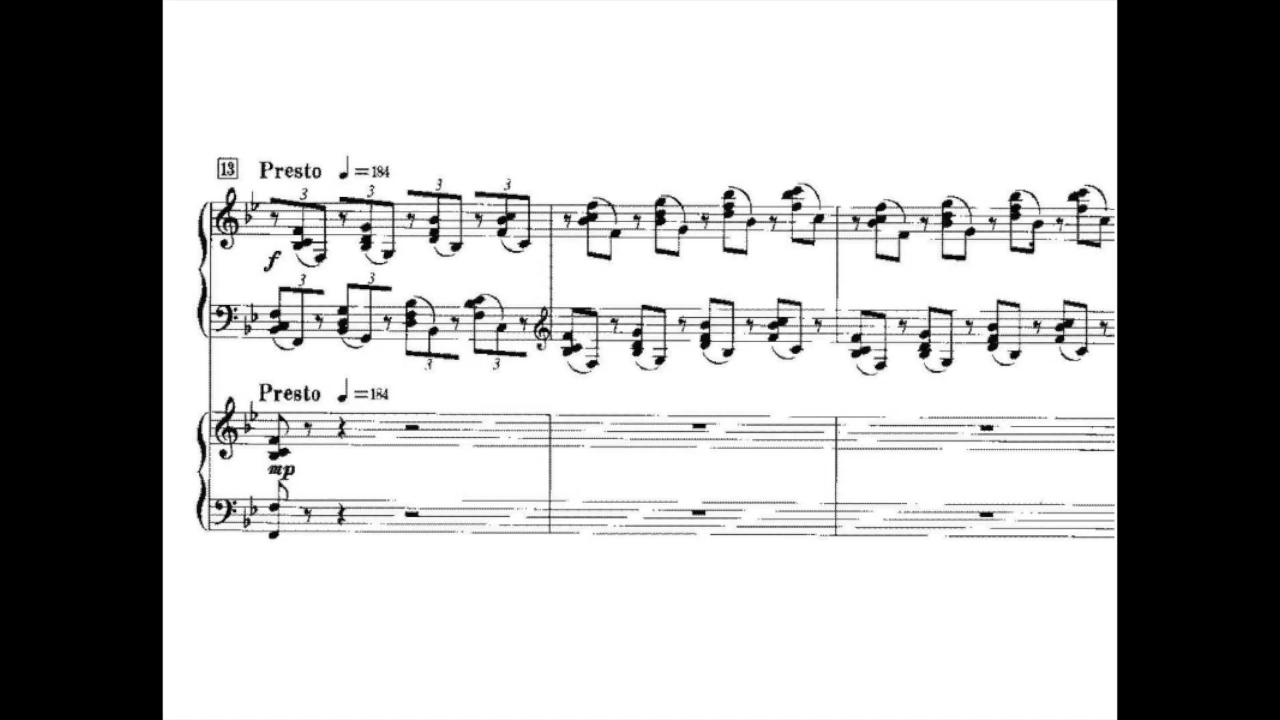 13 Presto ♩=184
3 3 3 3
f
3 3
3 3
Presto ♩=184
mp